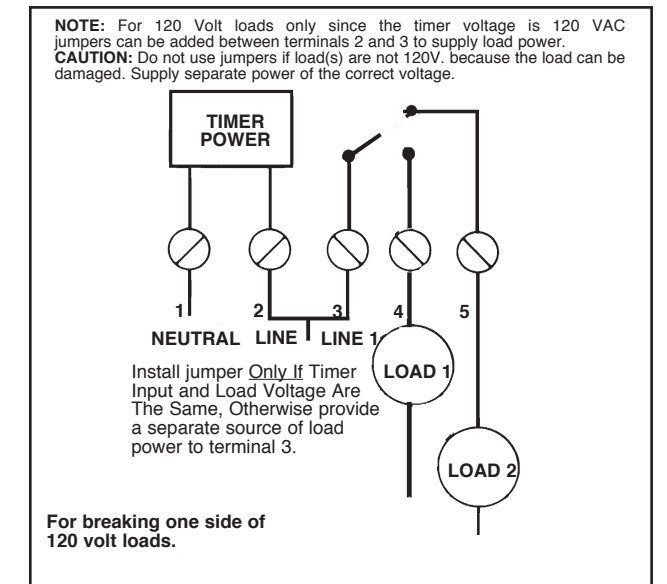 NOTE: For 120 Volt loads only since the timer voltage is 120 VAC
jumpers can be added between terminals 2 and 3 to supply load power.
CAUTION: Do not use jumpers if load(s) are not 120V. because the load can be
damaged. Supply separate power of the correct voltage.
TIMER
POWER
1 2 3 4 5
NEUTRAL LINE LINE 1
LOAD 1
Install jumper Only If Timer
Input and Load Voltage Are
The Same, Otherwise provide
a separate source of load
power to terminal 3.
LOAD 2
For breaking one side of
120 volt loads.